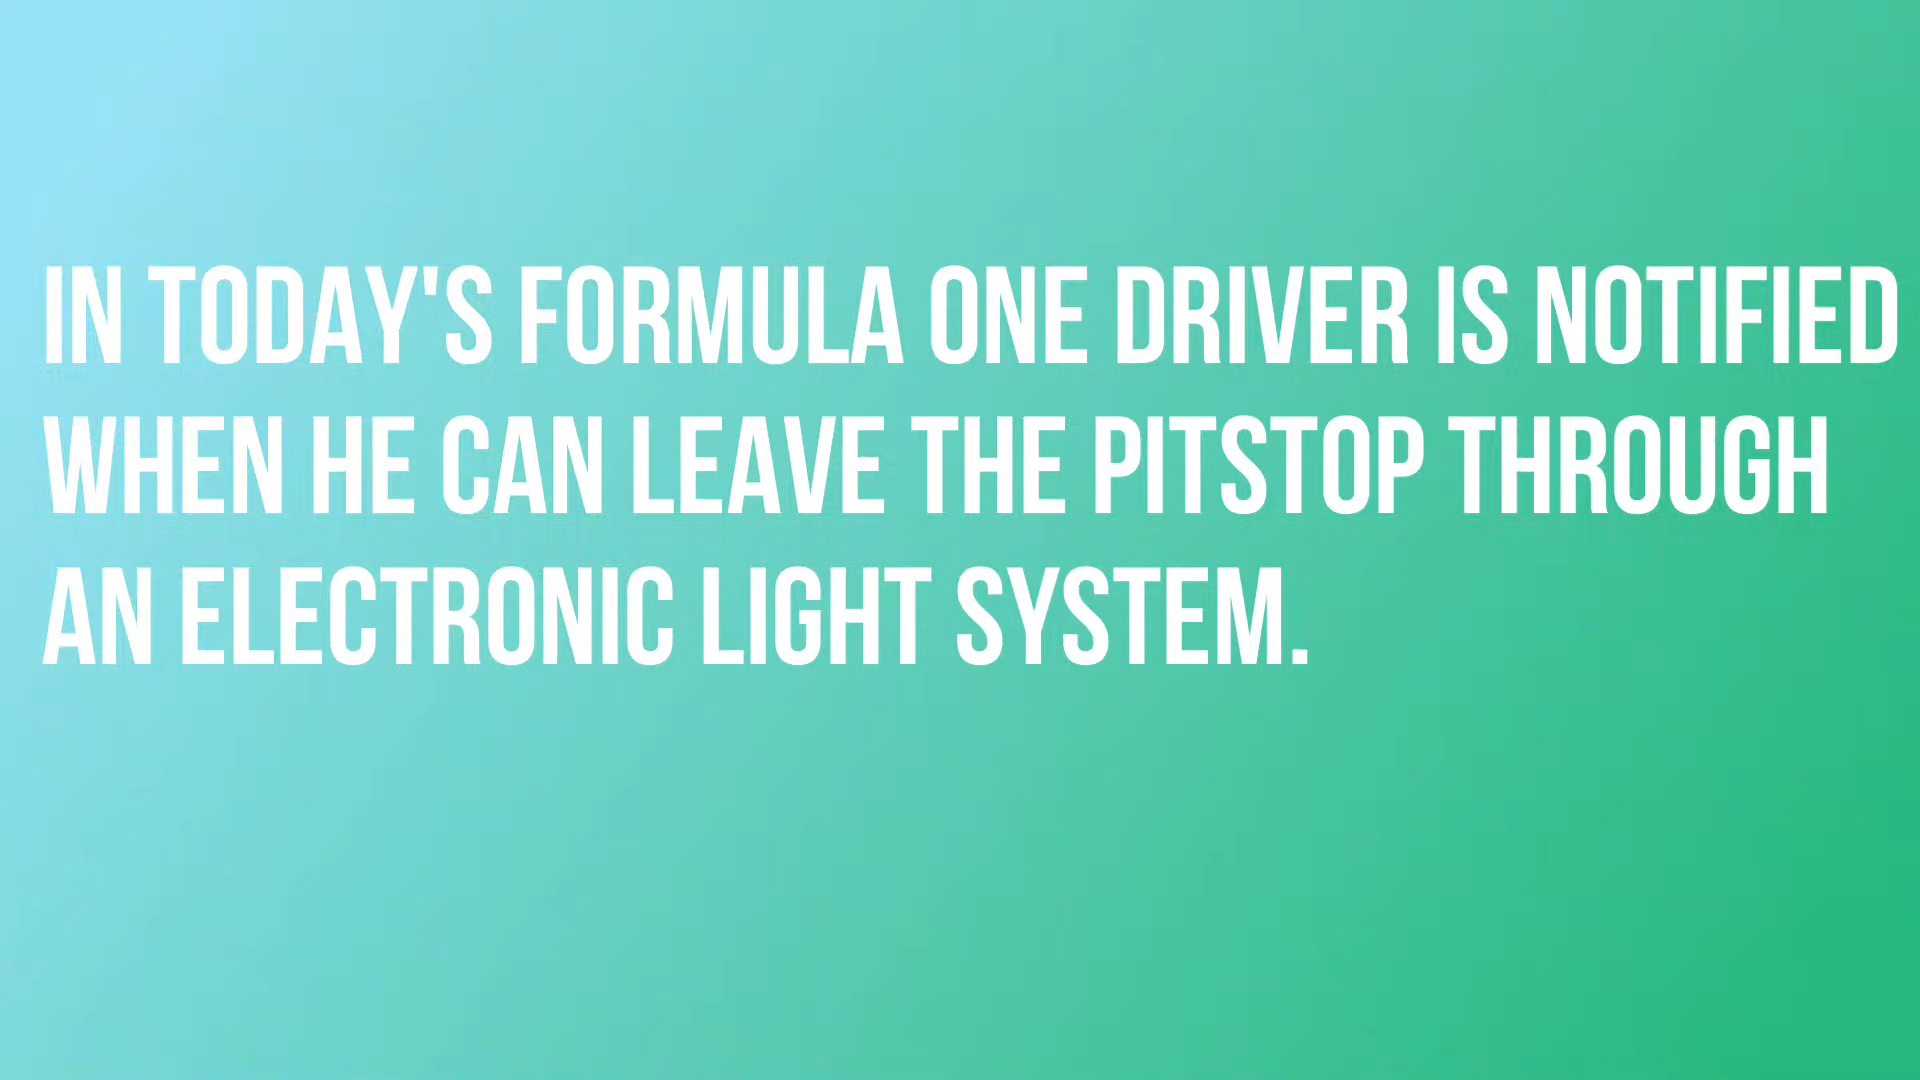 IN TODAY'S FORMULA ONE DRIVER IS NOTIFIED
WHEN HE CAN LEAVE THE PITSTOP THROUGH
AN ELECTRONIC LIGHT SYSTEM.